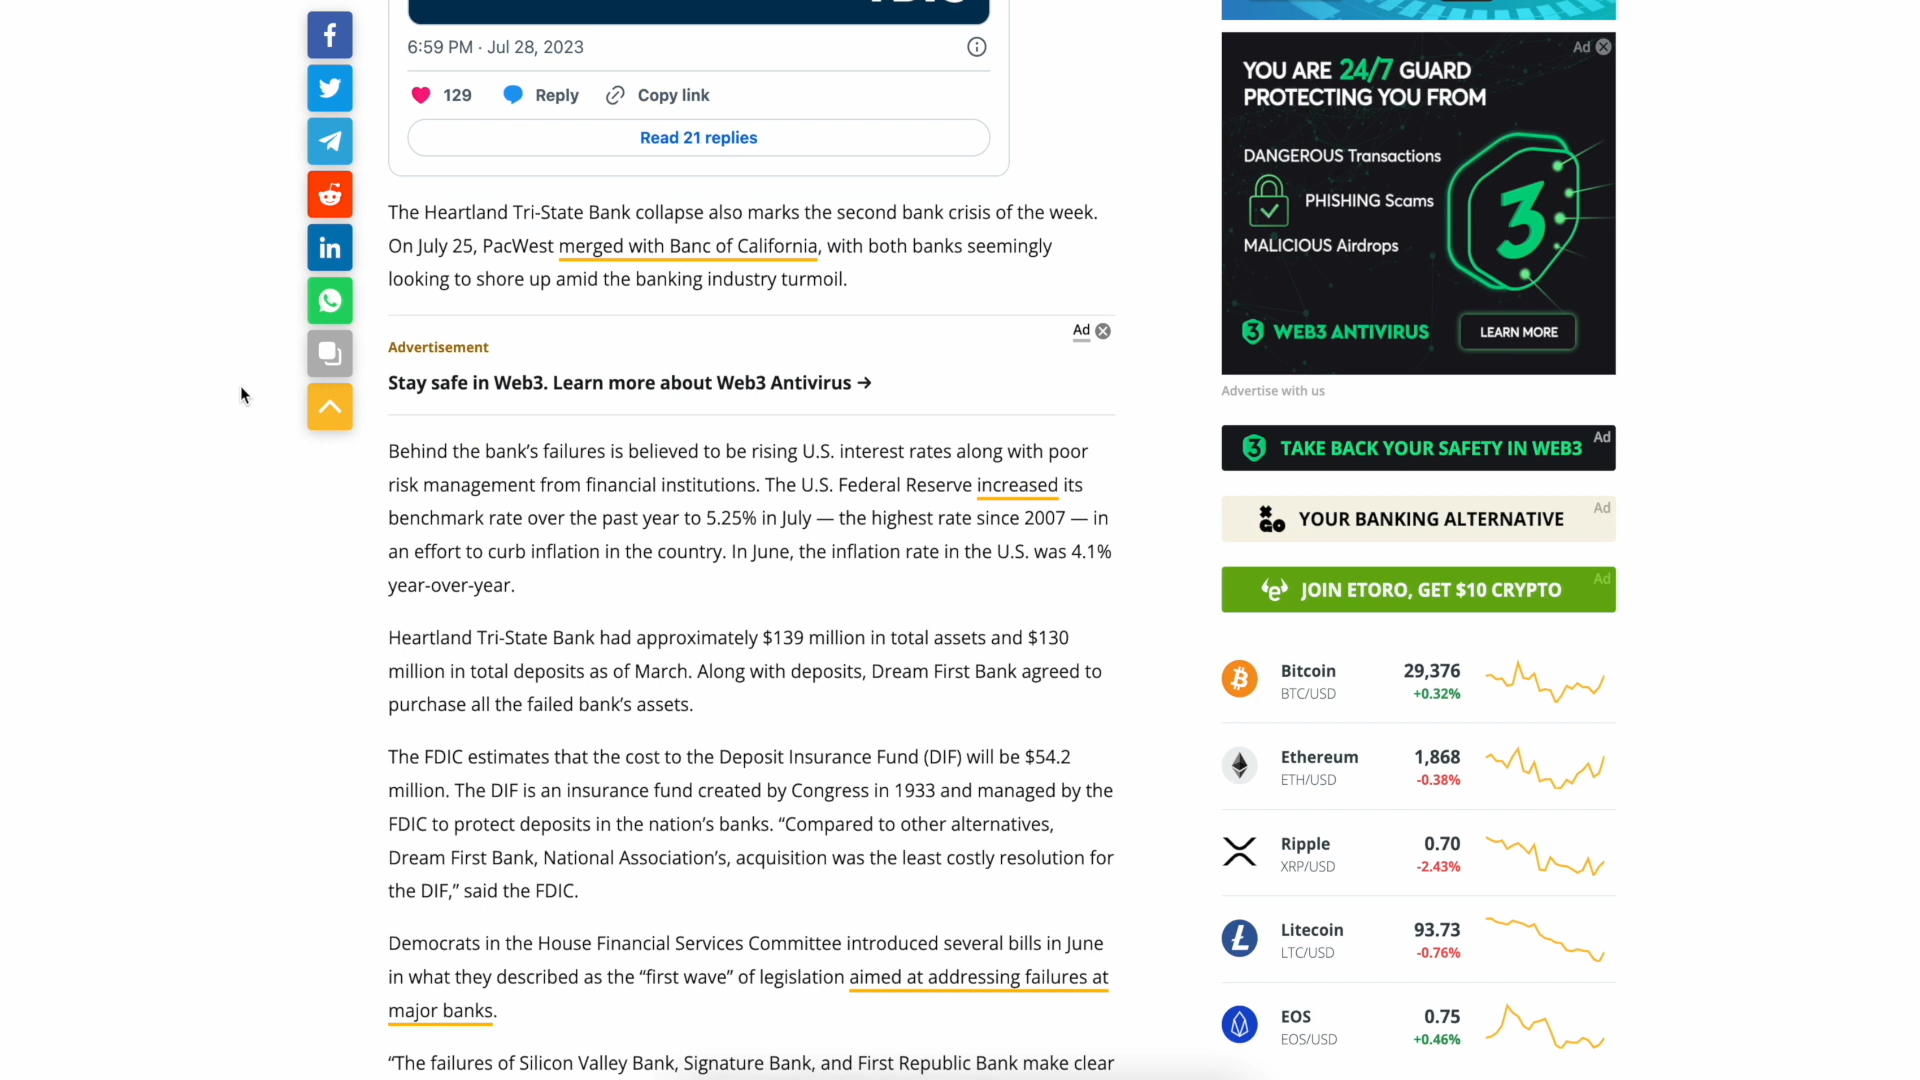 6:59 PM · Jul 28, 2023
129 Reply Copy link
Read 21 replies
The Heartland Tri-State Bank collapse also marks the second bank crisis of the week.
On July 25, PacWest merged with Banc of California, with both banks seemingly
looking to shore up amid the banking industry turmoil.
Ad
Advertisement
Stay safe in Web3. Learn more about Web3 Antivirus →
Behind the bank’s failures is believed to be rising U.S. interest rates along with poor
risk management from financial institutions. The U.S. Federal Reserve increased its
benchmark rate over the past year to 5.25% in July — the highest rate since 2007 — in
an effort to curb inflation in the country. In June, the inflation rate in the U.S. was 4.1%
year-over-year.
Heartland Tri-State Bank had approximately $139 million in total assets and $130
million in total deposits as of March. Along with deposits, Dream First Bank agreed to
purchase all the failed bank’s assets.
The FDIC estimates that the cost to the Deposit Insurance Fund (DIF) will be $54.2
million. The DIF is an insurance fund created by Congress in 1933 and managed by the
FDIC to protect deposits in the nation’s banks. “Compared to other alternatives,
Dream First Bank, National Association’s, acquisition was the least costly resolution for
the DIF,” said the FDIC.
Democrats in the House Financial Services Committee introduced several bills in June
in what they described as the “first wave” of legislation aimed at addressing failures at
major banks.
“The failures of Silicon Valley Bank, Signature Bank, and First Republic Bank make clear
Ad
YOU ARE 24/7 GUARD
PROTECTING YOU FROM
DANGEROUS Transactions
PHISHING Scams
MALICIOUS Airdrops
3
WEB3 ANTIVIRUS
LEARN MORE
Advertise with us
TAKE BACK YOUR SAFETY IN WEB3 Ad
YOUR BANKING ALTERNATIVE Ad
JOIN ETORO, GET $10 CRYPTO Ad
Bitcoin 29,376
BTC/USD +0.32%
Ethereum 1,868
ETH/USD -0.38%
Ripple 0.70
XRP/USD -2.43%
Litecoin 93.73
LTC/USD -0.76%
EOS 0.75
EOS/USD +0.46%